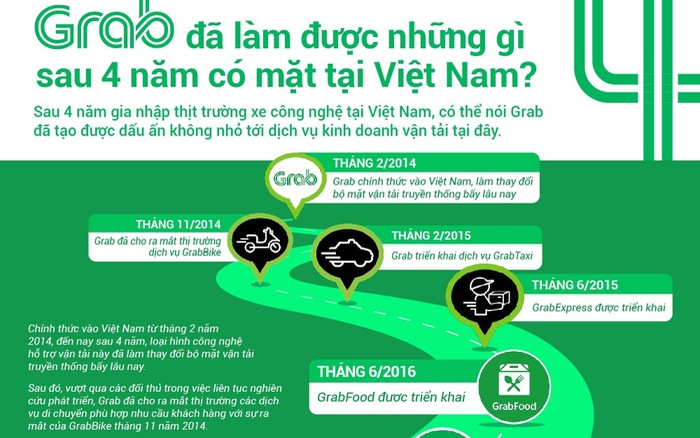 Grab đã làm được những gì
sau 4 năm có mặt tại Việt Nam?
4
Sau 4 năm gia nhập thịt trường xe công nghệ tại Việt Nam, có thể nói Grab
đã tạo được dấu ấn không nhỏ tới dịch vụ kinh doanh vận tải tại đây.
Grab
THÁNG 2/2014
Grab chính thức vào Việt Nam, làm thay đổi
bộ mặt vận tải truyền thống bấy lâu nay
THÁNG 11/2014
Grab đã cho ra mắt thị trường
dịch vụ GrabBike
THÁNG 2/2015
Grab triển khai dịch vụ GrabTaxi
THÁNG 6/2015
GrabExpress được triển khai
Chính thức vào Việt Nam từ tháng 2 năm
2014, đến nay sau 4 năm, loại hình công nghệ
hỗ trợ vận tải này đã làm thay đổi bộ mặt vận tải
truyền thống bấy lâu nay.
Sau đó, vượt qua các đối thủ trong việc liên tục nghiên
cứu phát triển, Grab đã cho ra mắt thị trường các dịch
vụ di chuyển phù hợp nhu cầu khách hàng với sự ra
mắt của GrabBike tháng 11 năm 2014.
THÁNG 6/2016
GrabFood đươc triển khai
GrabFood